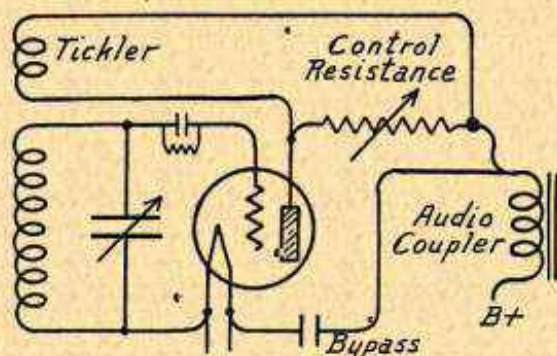 Tickler
Control
Resistance
Audio
Coupler
Bypass
B+